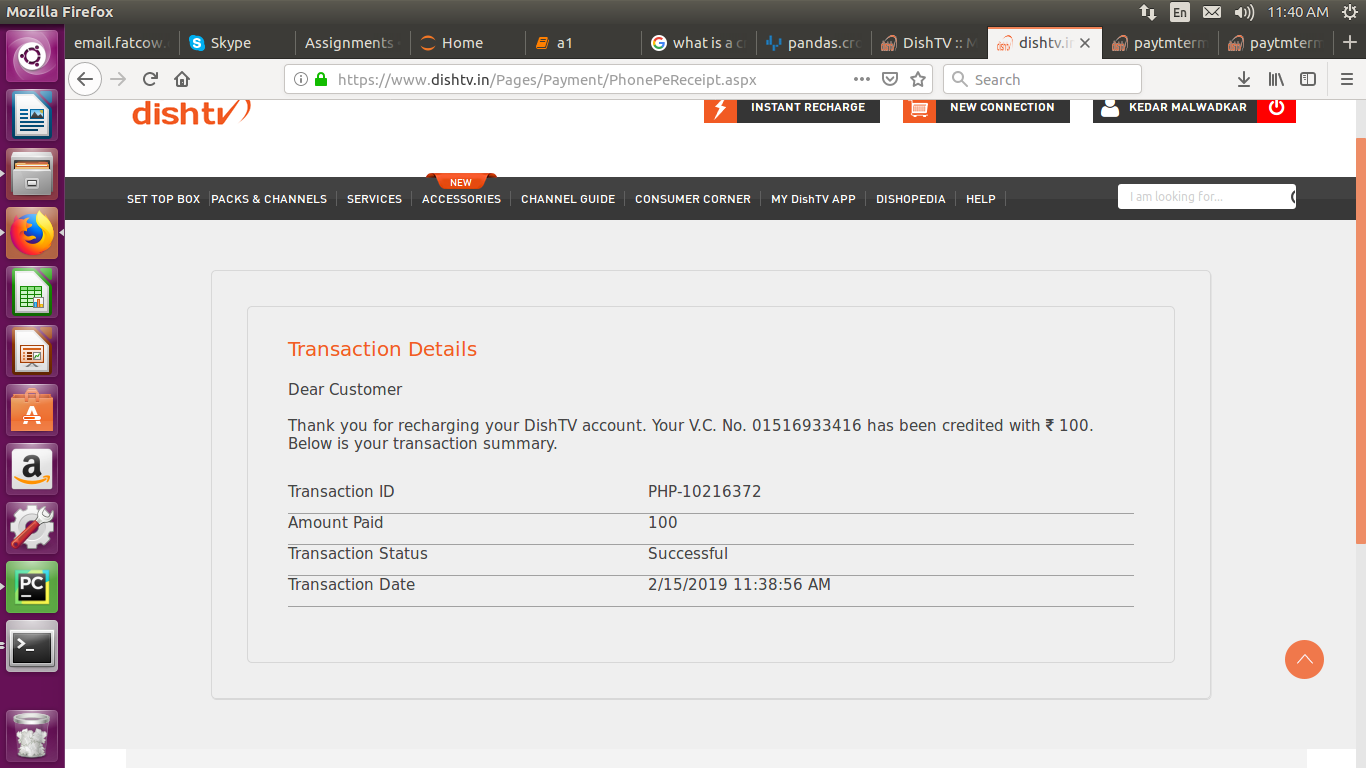 Mozilla Firefox
En
11:40 AM
email.fatcow.
Skype
Assignments
Home
a1
what is a c
pandas.cro
DishTV :: M
dishtv.in
paytmterm
paytmterm
https://www.dishtv.in/Pages/Payment/PhonePeReceipt.aspx
Search
dishtv
INSTANT RECHARGE
NEW CONNECTION
KEDAR MALWADKAR
NEW
SET TOP BOX
PACKS & CHANNELS
SERVICES
ACCESSORIES
CHANNEL GUIDE
CONSUMER CORNER
MY DishTV APP
DISHOPEDIA
HELP
I am looking for...
Transaction Details
Dear Customer
Thank you for recharging your DishTV account. Your V.C. No. 01516933416 has been credited with ₹ 100.
Below is your transaction summary.
Transaction ID PHP-10216372
Amount Paid 100
Transaction Status Successful
Transaction Date 2/15/2019 11:38:56 AM
A
a
PC
>_